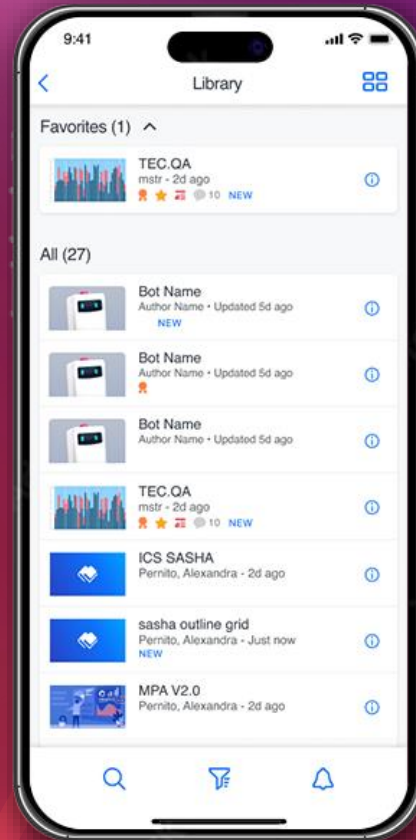 9:41
Library
Favorites (1)
TEC.QA
mstr - 2d ago
10 NEW
All (27)
Bot Name
Author Name • Updated 5d ago
NEW
Bot Name
Author Name • Updated 5d ago
Bot Name
Author Name • Updated 5d ago
TEC.QA
mstr - 2d ago
10 NEW
ICS SASHA
Pernito, Alexandra - 2d ago
sasha outline grid
Pernito, Alexandra - Just now
NEW
MPA V2.0
Pernito, Alexandra - 2d ago